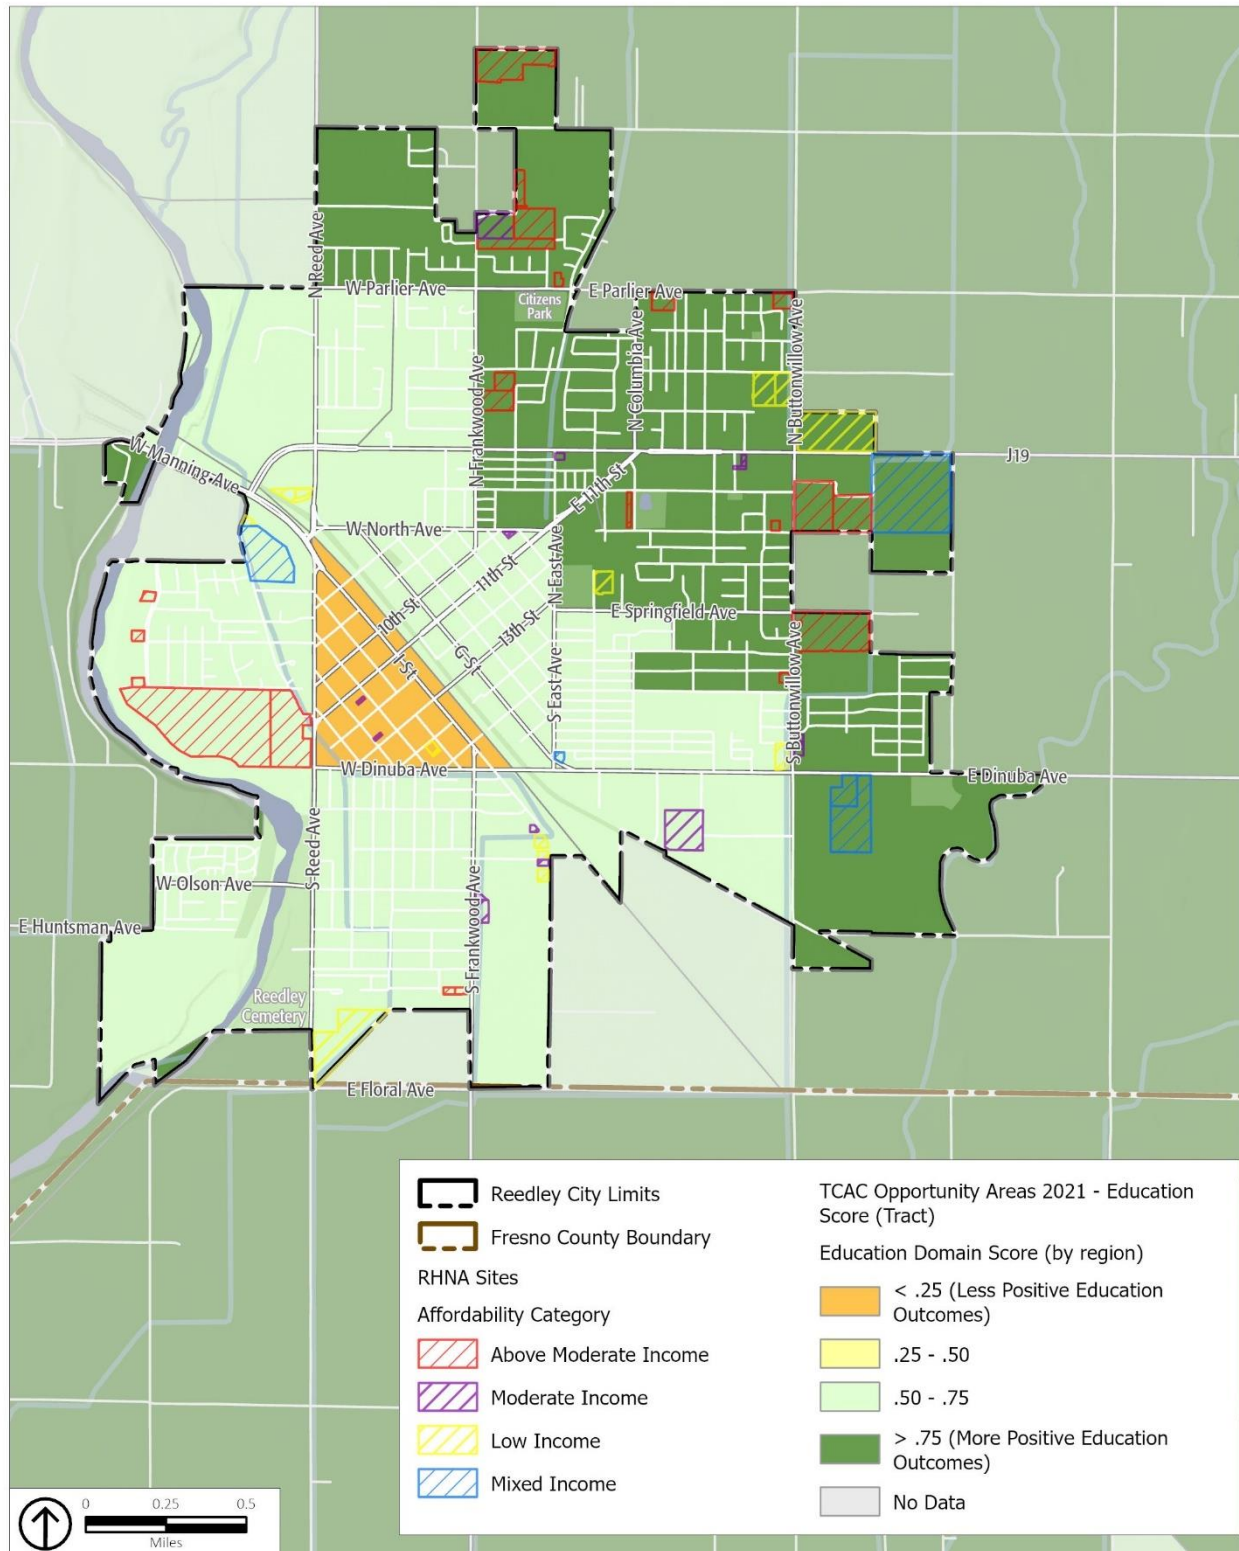 N Reed Ave
W Parlier Ave
Citizens
Park
E Parlier Ave
N Columbia Ave
N Buttonwillow Ave
N Frankwood Ave
W Manning Ave
J19
E 11th St
W North Ave
11th St
10th St
13th St
N East Ave
E Springfield Ave
I St
G St
S East Ave
S Buttonwillow Ave
W Dinuba Ave
E Dinuba Ave
S Reed Ave
W Olson Ave
E Huntsman Ave
S Frankwood Ave
Reedley
Cemetery
E Floral Ave
Reedley City Limits
Fresno County Boundary
RHNA Sites
Affordability Category
Above Moderate Income
Moderate Income
Low Income
Mixed Income
TCAC Opportunity Areas 2021 - Education
Score (Tract)
Education Domain Score (by region)
< .25 (Less Positive Education
Outcomes)
.25 - .50
.50 - .75
> .75 (More Positive Education
Outcomes)
No Data
0 0.25 0.5
Miles